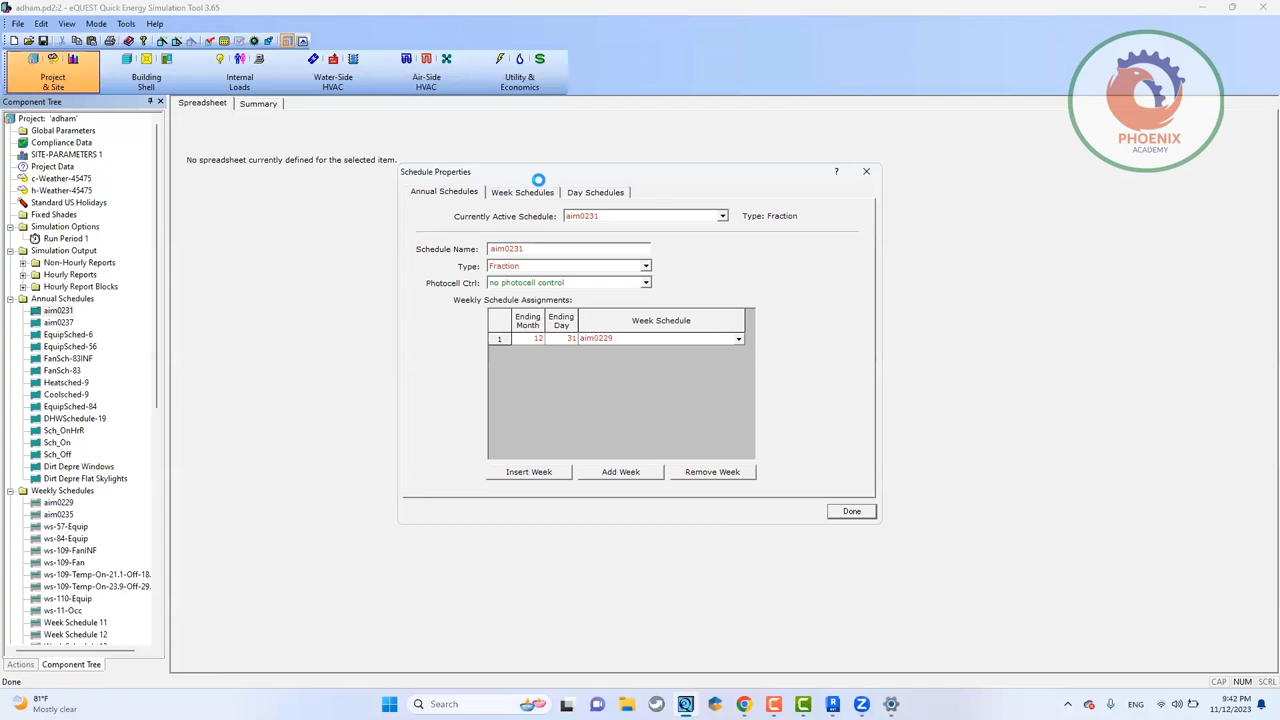 adham.pd2:2 - eQUEST Quick Energy Simulation Tool 3.65
File Edit View Mode Tools Help
Project & Site
Building Shell
Internal Loads
Water-Side HVAC
Air-Side HVAC
Utility & Economics
PHOENIX
ACADEMY
Component Tree
Spreadsheet Summary
Project: 'adham'
Global Parameters
Compliance Data
SITE-PARAMETERS 1
Project Data
c-Weather-45475
h-Weather-45475
Standard US Holidays
Fixed Shades
Simulation Options
Run Period 1
Simulation Output
Non-Hourly Reports
Hourly Reports
Hourly Report Blocks
Annual Schedules
aim0231
aim0237
EquipSched-6
EquipSched-56
FanSch-83INF
FanSch-83
Heatsched-9
Coolsched-9
EquipSched-84
DHWSchedule-19
Sch_OnHrR
Sch_On
Sch_Off
Dirt Depre Windows
Dirt Depre Flat Skylights
Weekly Schedules
aim0229
aim0235
ws-57-Equip
ws-84-Equip
ws-109-FanINF
ws-109-Fan
ws-109-Temp-On-21.1-Off-18.
ws-109-Temp-On-23.9-Off-29.
ws-110-Equip
ws-11-Occ
Week Schedule 11
Week Schedule 12
Actions Component Tree
No spreadsheet currently defined for the selected item.
Schedule Properties ?
Annual Schedules Week Schedules Day Schedules
Currently Active Schedule: aim0231 Type: Fraction
Schedule Name: aim0231
Type: Fraction
Photocell Ctrl: no photocell control
Weekly Schedule Assignments:
Ending Month Ending Day Week Schedule
1 12 31 aim0229
Insert Week Add Week Remove Week
Done
Done CAP NUM SCRL
81°F
Mostly clear
Search
ENG
9:42 PM
11/12/2023